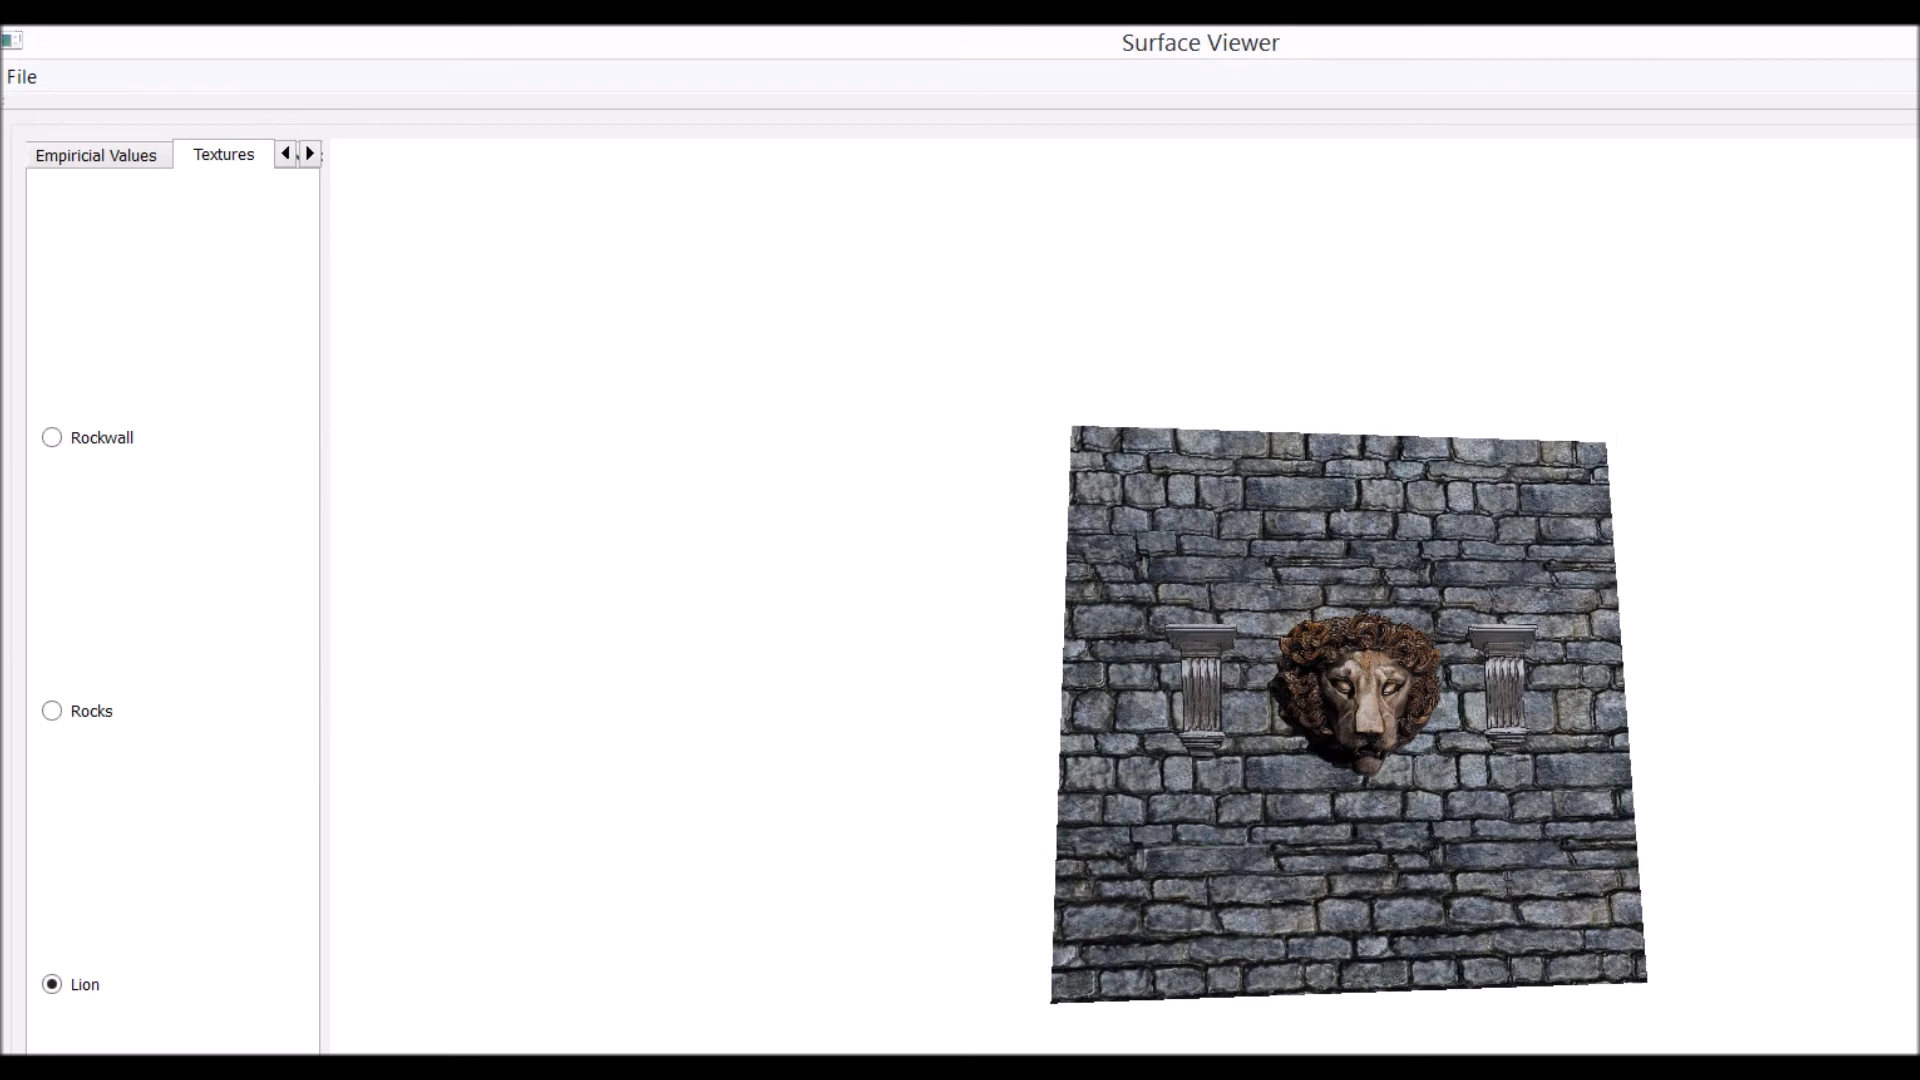 Surface Viewer
File
Empiricial Values
Textures
Rockwall
Rocks
Lion